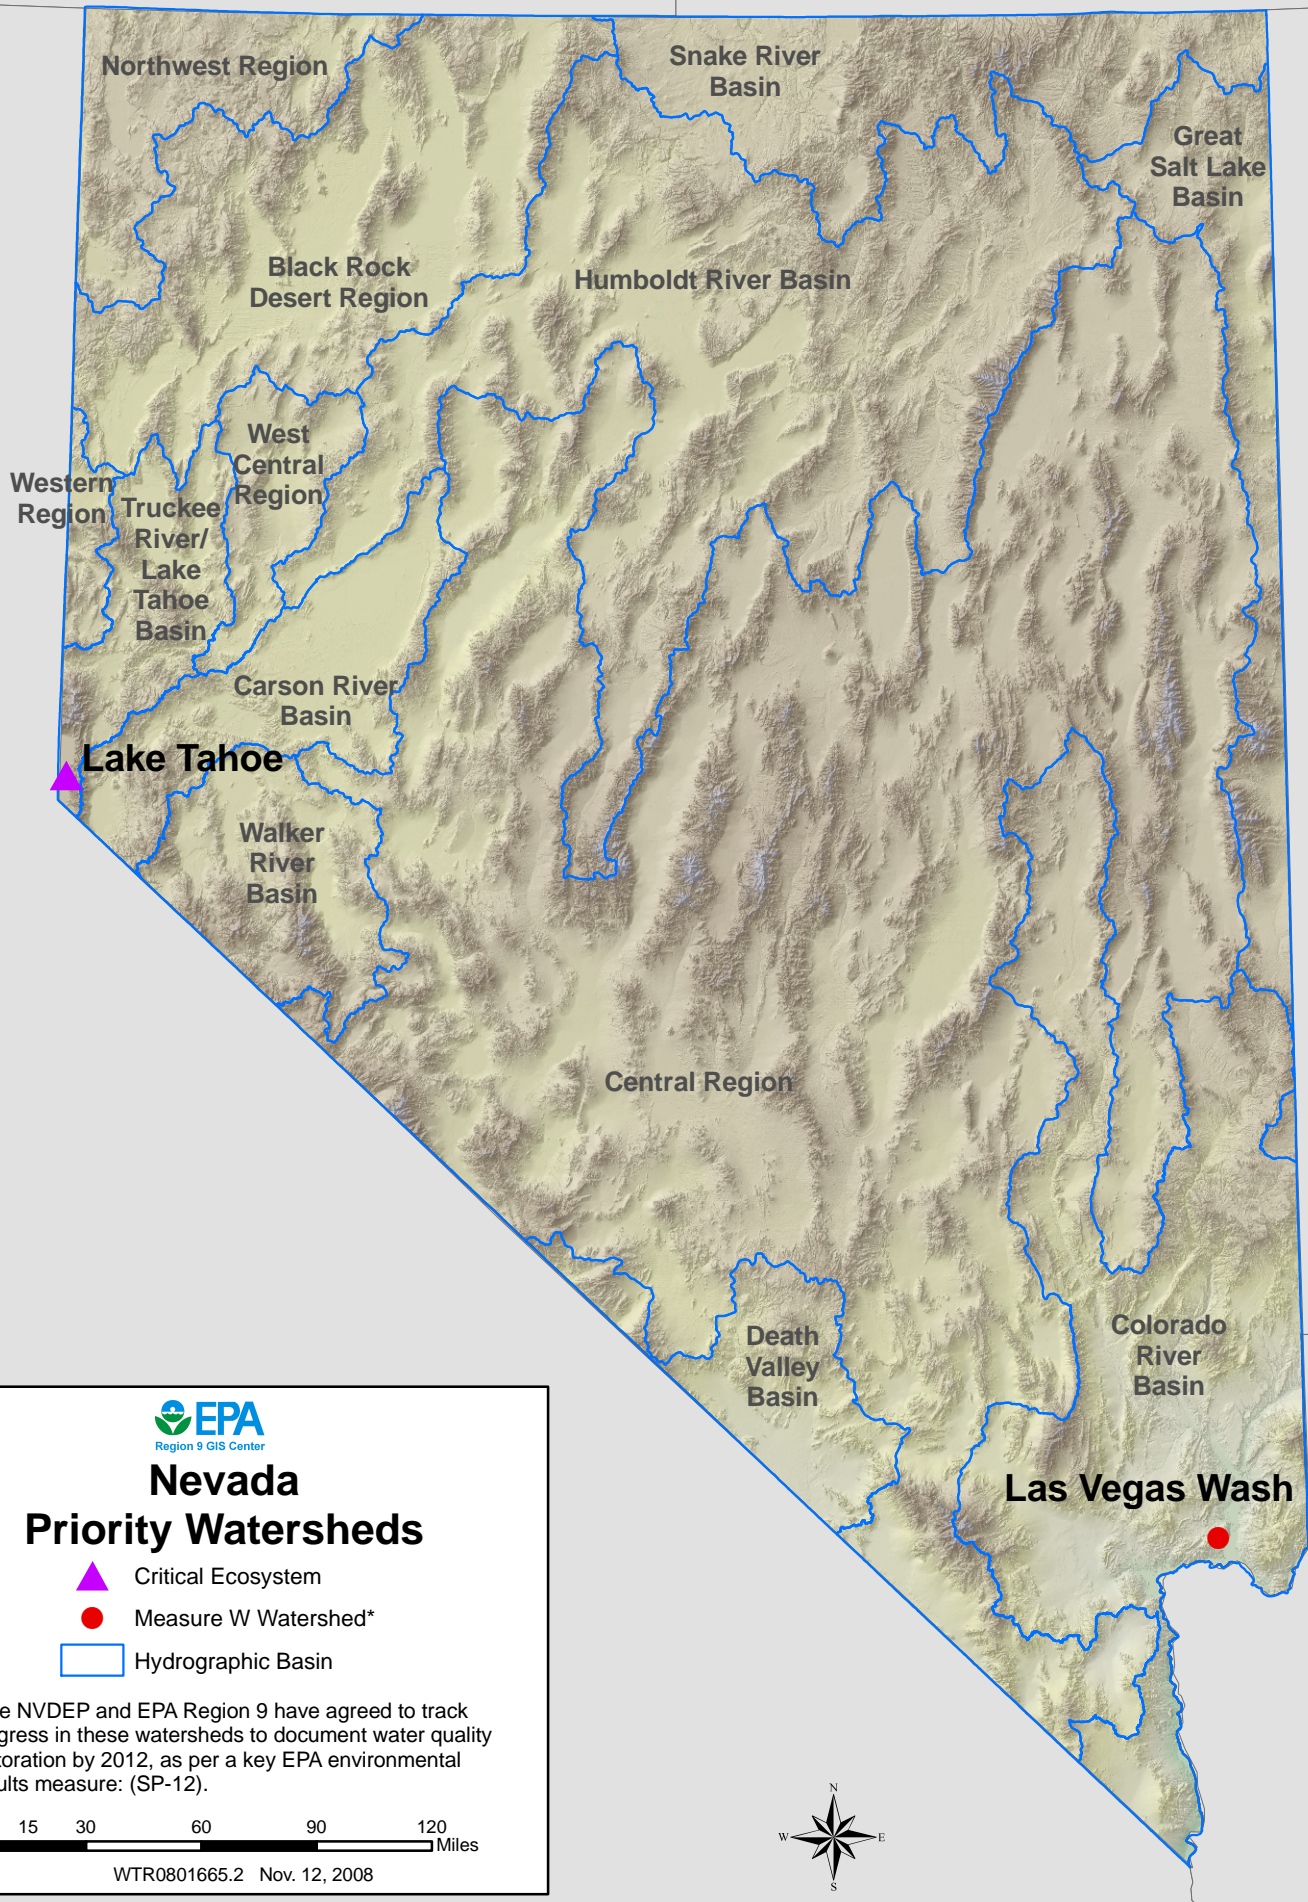 Northwest Region
Snake River
Basin
Great
Salt Lake
Basin
Black Rock
Desert Region
Humboldt River Basin
West
Central
Region
Western
Region
Truckee
River/
Lake
Tahoe
Basin
Carson River
Basin
Lake Tahoe
Walker
River
Basin
Central Region
Death
Valley
Basin
Colorado
River
Basin
Las Vegas Wash
EPA
Region 9 GIS Center
Nevada
Priority Watersheds
Critical Ecosystem
Measure W Watershed*
Hydrographic Basin
e NVDEP and EPA Region 9 have agreed to track
gress in these watersheds to document water quality
toration by 2012, as per a key EPA environmental
ults measure: (SP-12).
15 30 60 90 120
Miles
WTR0801665.2 Nov. 12, 2008
N
W E
S